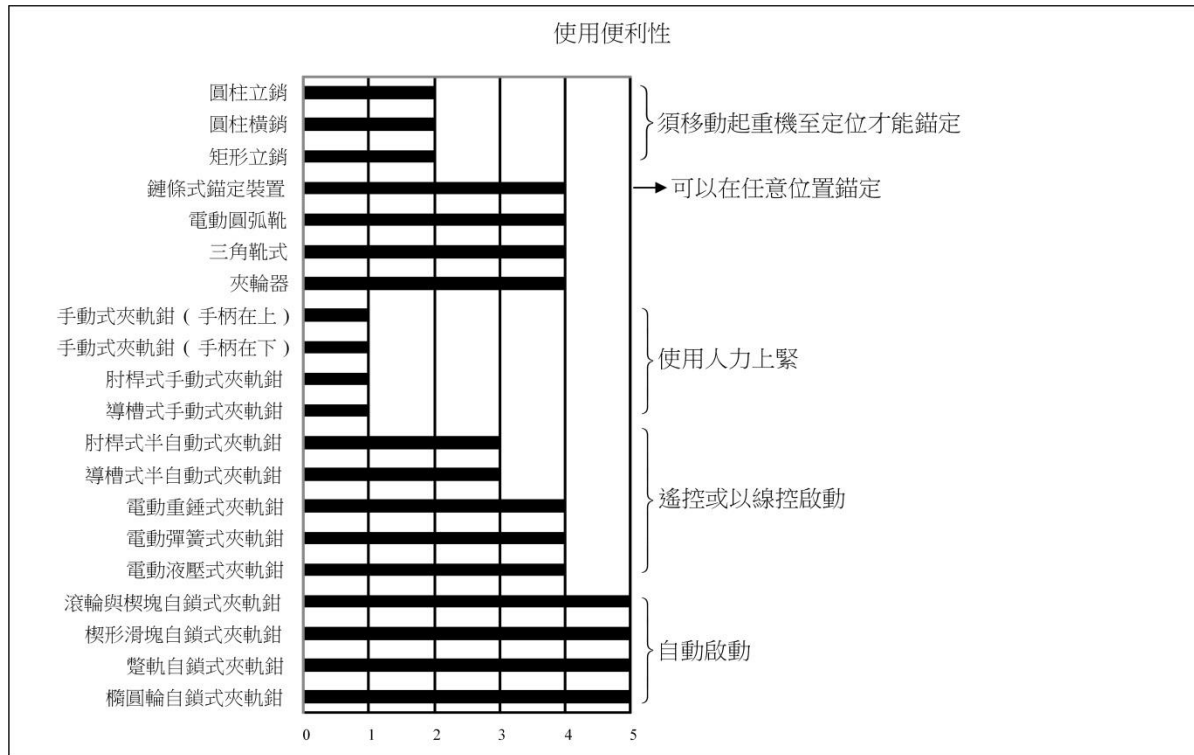 使用便利性
圓柱立銷
圓柱橫銷
矩形立銷
須移動起重機至定位才能錨定
鏈條式錨定裝置
可以在任意位置錨定
電動圓弧靴
三角靴式
夾輪器
手動式夾軌鉗(手柄在上)
手動式夾軌鉗(手柄在下)
肘桿式手動式夾軌鉗
導槽式手動式夾軌鉗
使用人力上緊
肘桿式半自動式夾軌鉗
導槽式半自動式夾軌鉗
電動重錘式夾軌鉗
電動彈簧式夾軌鉗
電動液壓式夾軌鉗
遙控或以線控啟動
滾輪與楔塊自鎖式夾軌鉗
楔形滑塊自鎖式夾軌鉗
蹩軌自鎖式夾軌鉗
橢圓輪自鎖式夾軌鉗
自動啟動
0 1 2 3 4 5